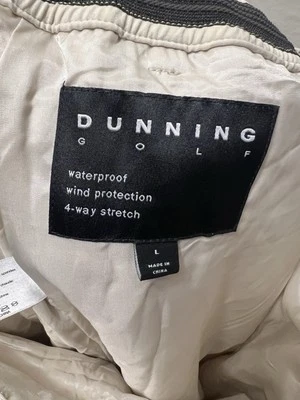 DUNNING
GOLF
waterproof
wind protection
4-way stretch
L
MADE IN
CHINA